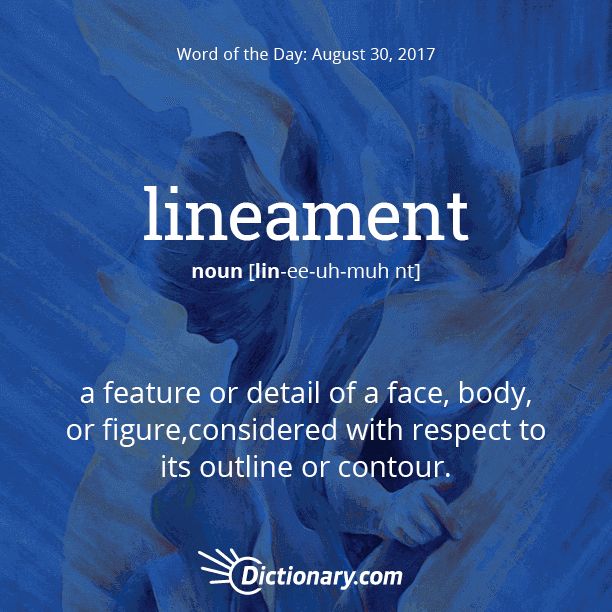 Word of the Day: August 30, 2017
lineament
noun [lin-ee-uh-muh nt]
a feature or detail of a face, body,
or figure,considered with respect to
its outline or contour.
Dictionary.com